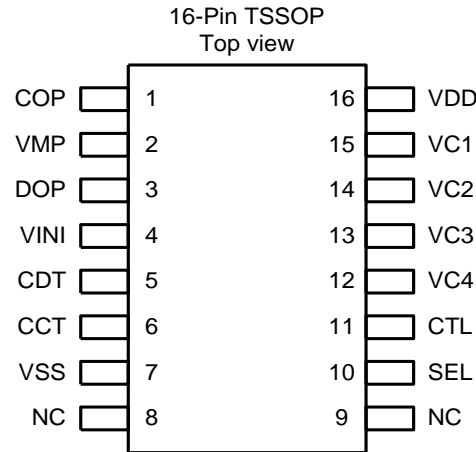 16-Pin TSSOP
Top view
COP 1 16 VDD
VMP 2 15 VC1
DOP 3 14 VC2
VINI 4 13 VC3
CDT 5 12 VC4
CCT 6 11 CTL
VSS 7 10 SEL
NC 8 9 NC